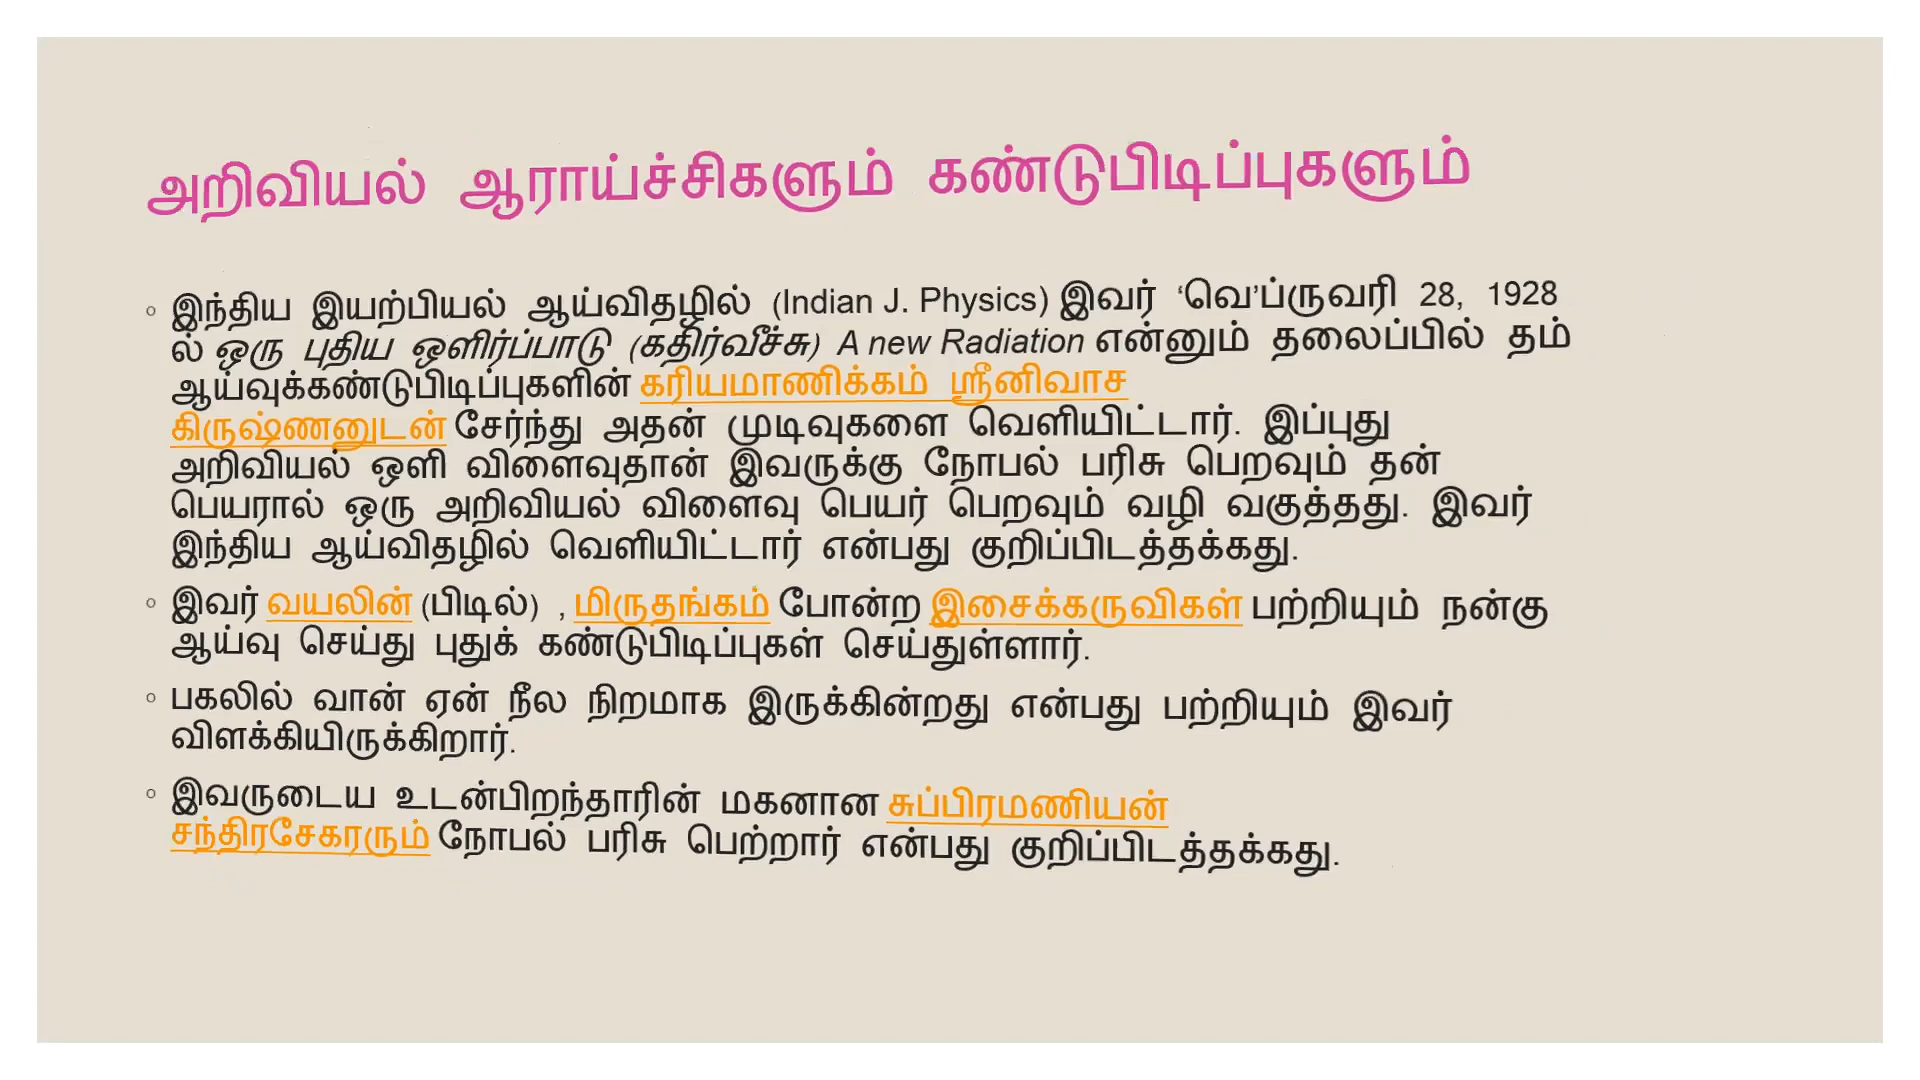 அறிவியல் ஆராய்ச்சிகளும் கண்டுபிடிப்புகளும்
இந்திய இயற்பியல் ஆய்விதழில் (Indian J. Physics) இவர் ‘வெ’ப்ருவரி 28, 1928
ல் ஒரு புதிய ஒளிர்ப்பாடு (கதிர்வீச்சு) A new Radiation என்னும் தலைப்பில் தம்
ஆய்வுக்கண்டுபிடிப்புகளின் கரியமாணிக்கம் ஸ்ரீனிவாச
கிருஷ்ணனுடன் சேர்ந்து அதன் முடிவுகளை வெளியிட்டார். இப்புது
அறிவியல் ஒளி விளைவுதான் இவருக்கு நோபல் பரிசு பெறவும் தன்
பெயரால் ஒரு அறிவியல் விளைவு பெயர் பெறவும் வழி வகுத்தது. இவர்
இந்திய ஆய்விதழில் வெளியிட்டார் என்பது குறிப்பிடத்தக்கது.
இவர் வயலின் (பிடில்) , மிருதங்கம் போன்ற இசைக்கருவிகள் பற்றியும் நன்கு
ஆய்வு செய்து புதுக் கண்டுபிடிப்புகள் செய்துள்ளார்.
பகலில் வான் ஏன் நீல நிறமாக இருக்கின்றது என்பது பற்றியும் இவர்
விளக்கியிருக்கிறார்.
இவருடைய உடன்பிறந்தாரின் மகனான சுப்பிரமணியன்
சந்திரசேகரரும் நோபல் பரிசு பெற்றார் என்பது குறிப்பிடத்தக்கது.